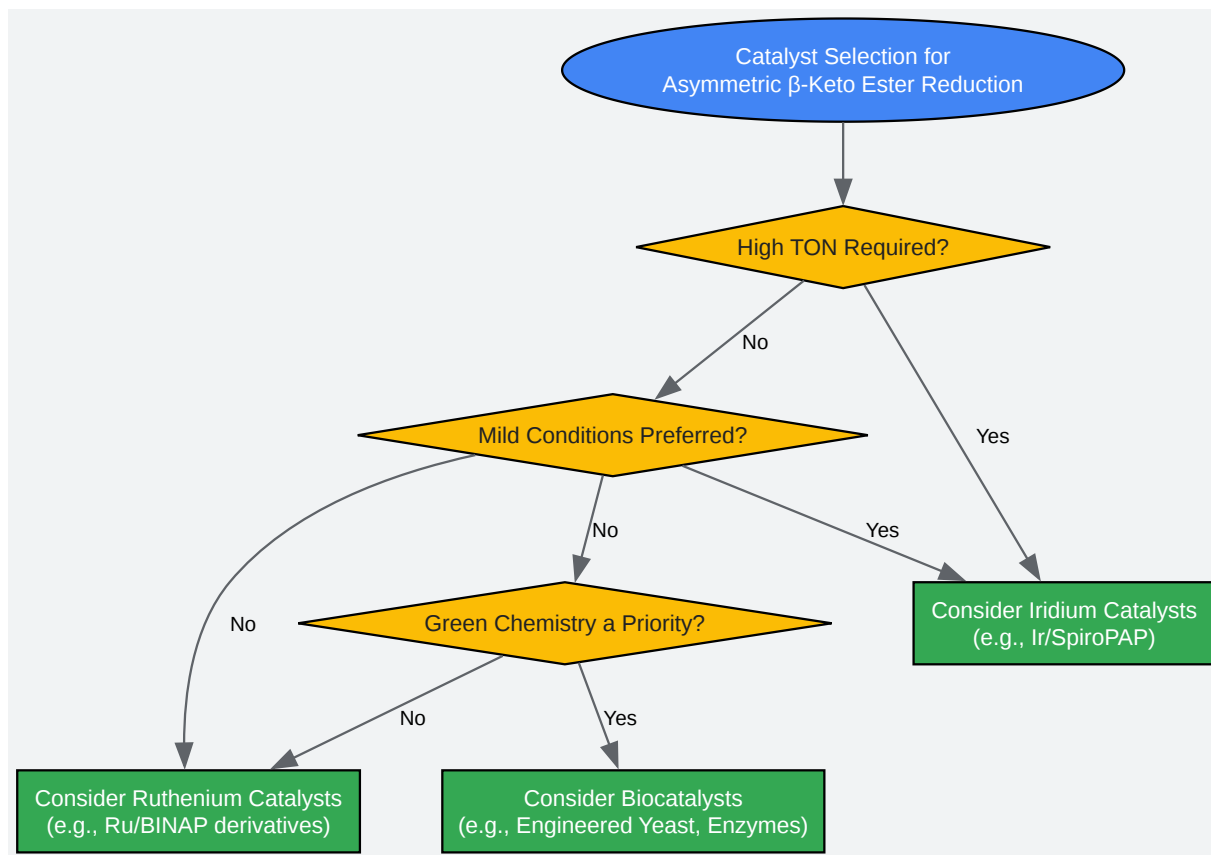 Catalyst Selection for
Asymmetric β-Keto Ester Reduction
High TON Required?
No
Yes
Mild Conditions Preferred?
No
No
Yes
Green Chemistry a Priority?
No
Yes
Consider Iridium Catalysts
(e.g., Ir/SpiroPAP)
Consider Ruthenium Catalysts
(e.g., Ru/BINAP derivatives)
Consider Biocatalysts
(e.g., Engineered Yeast, Enzymes)